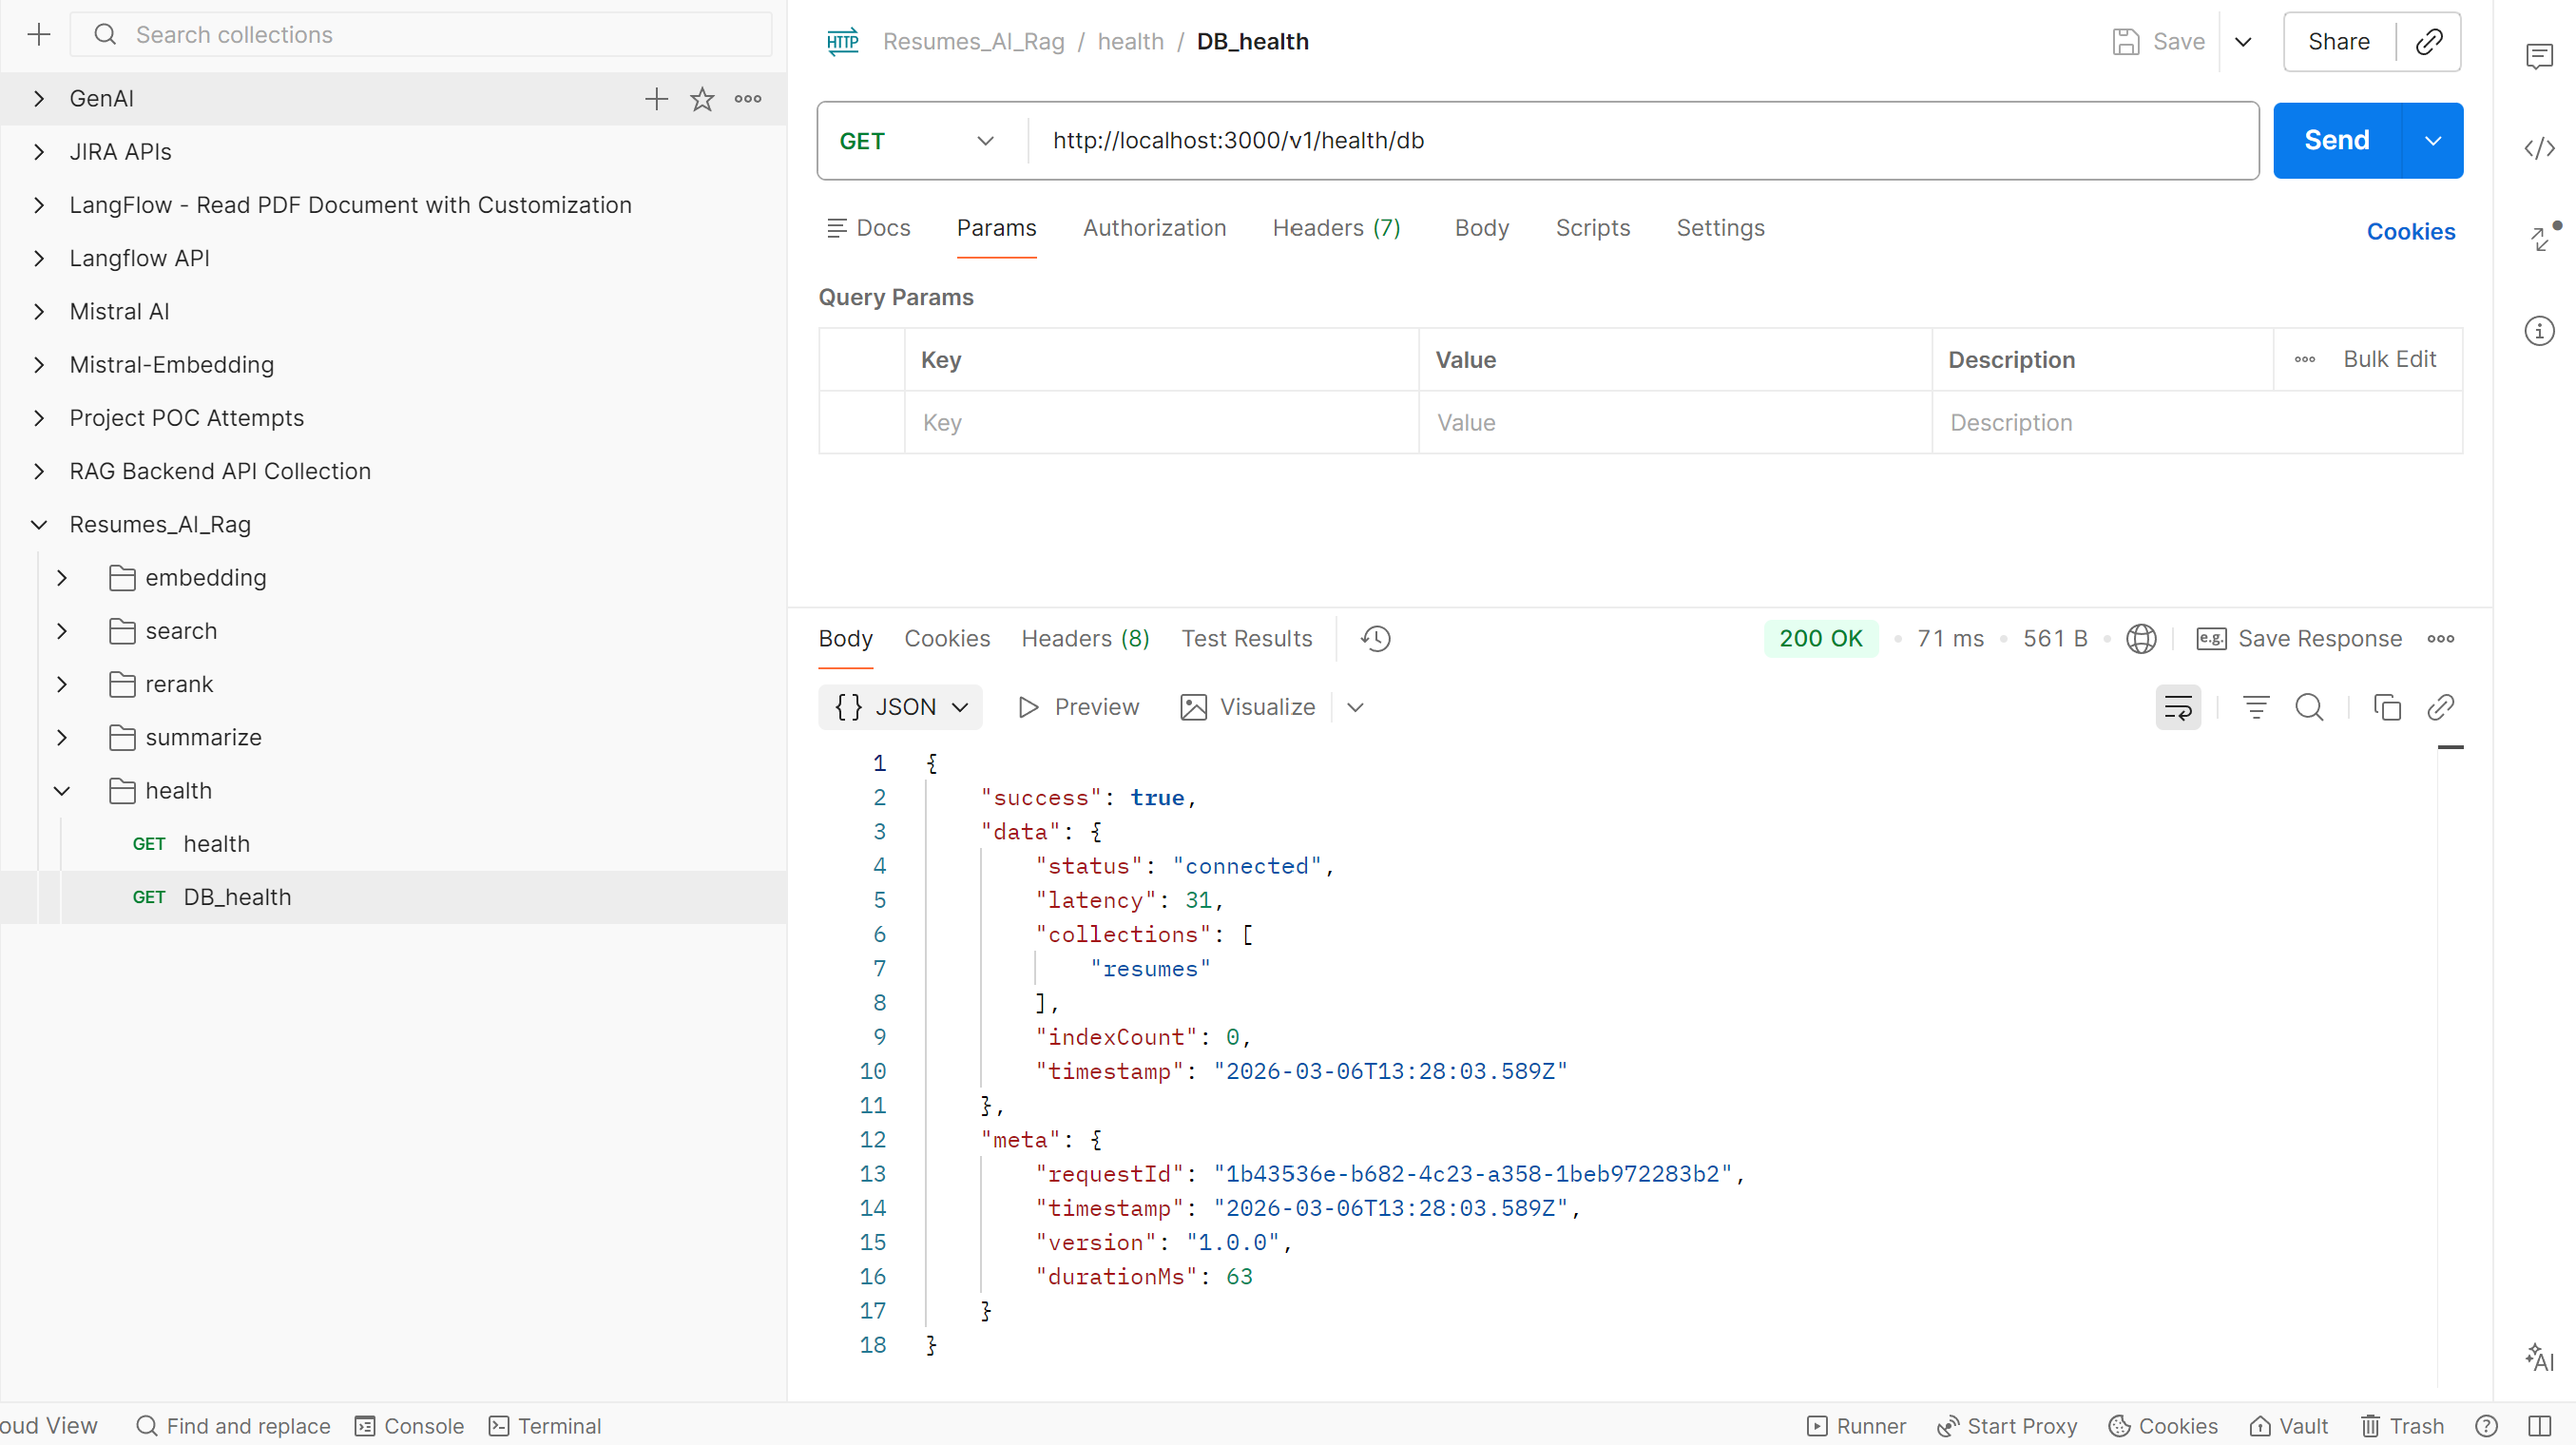 Search collections
GenAI
JIRA APIs
LangFlow - Read PDF Document with Customization
Langflow API
Mistral AI
Mistral-Embedding
Project POC Attempts
RAG Backend API Collection
Resumes_AI_Rag
embedding
search
rerank
summarize
health
GET health
GET DB_health
HTTP Resumes_AI_Rag / health / DB_health
Save
Share
GET http://localhost:3000/v1/health/db
Send
Docs Params Authorization Headers (7) Body Scripts Settings Cookies
Query Params
Key Value Description Bulk Edit
Key Value Description
Body Cookies Headers (8) Test Results 200 OK 71 ms 561 B e.g. Save Response
{} JSON Preview Visualize
1 {
2 "success": true,
3 "data": {
4 "status": "connected",
5 "latency": 31,
6 "collections": [
7 "resumes"
8 ],
9 "indexCount": 0,
10 "timestamp": "2026-03-06T13:28:03.589Z"
11 },
12 "meta": {
13 "requestId": "1b43536e-b682-4c23-a358-1beb972283b2",
14 "timestamp": "2026-03-06T13:28:03.589Z",
15 "version": "1.0.0",
16 "durationMs": 63
17 }
18 }
AI
oud View Find and replace Console Terminal Runner Start Proxy Cookies Vault Trash